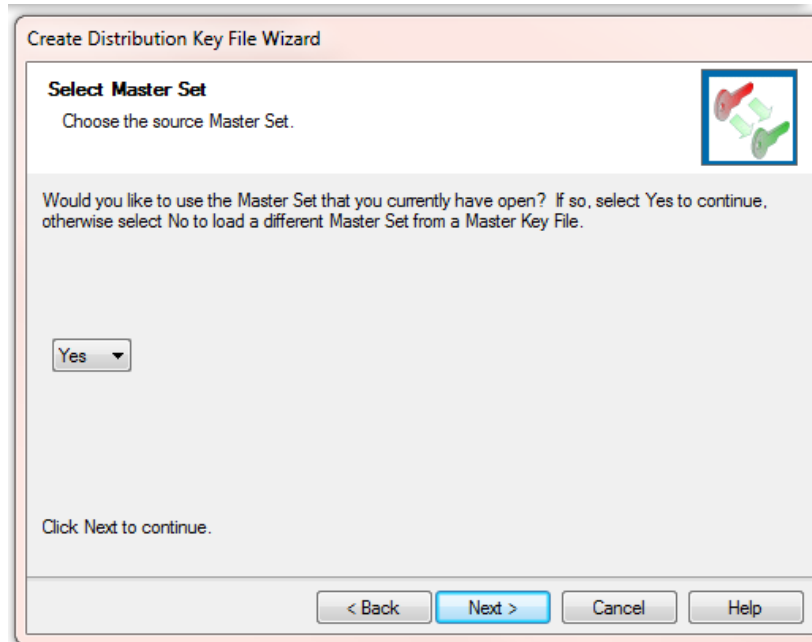 Create Distribution Key File Wizard
Select Master Set
Choose the source Master Set.
Would you like to use the Master Set that you currently have open?  If so, select Yes to continue,
otherwise select No to load a different Master Set from a Master Key File.
Yes
Click Next to continue.
< Back
Next >
Cancel
Help